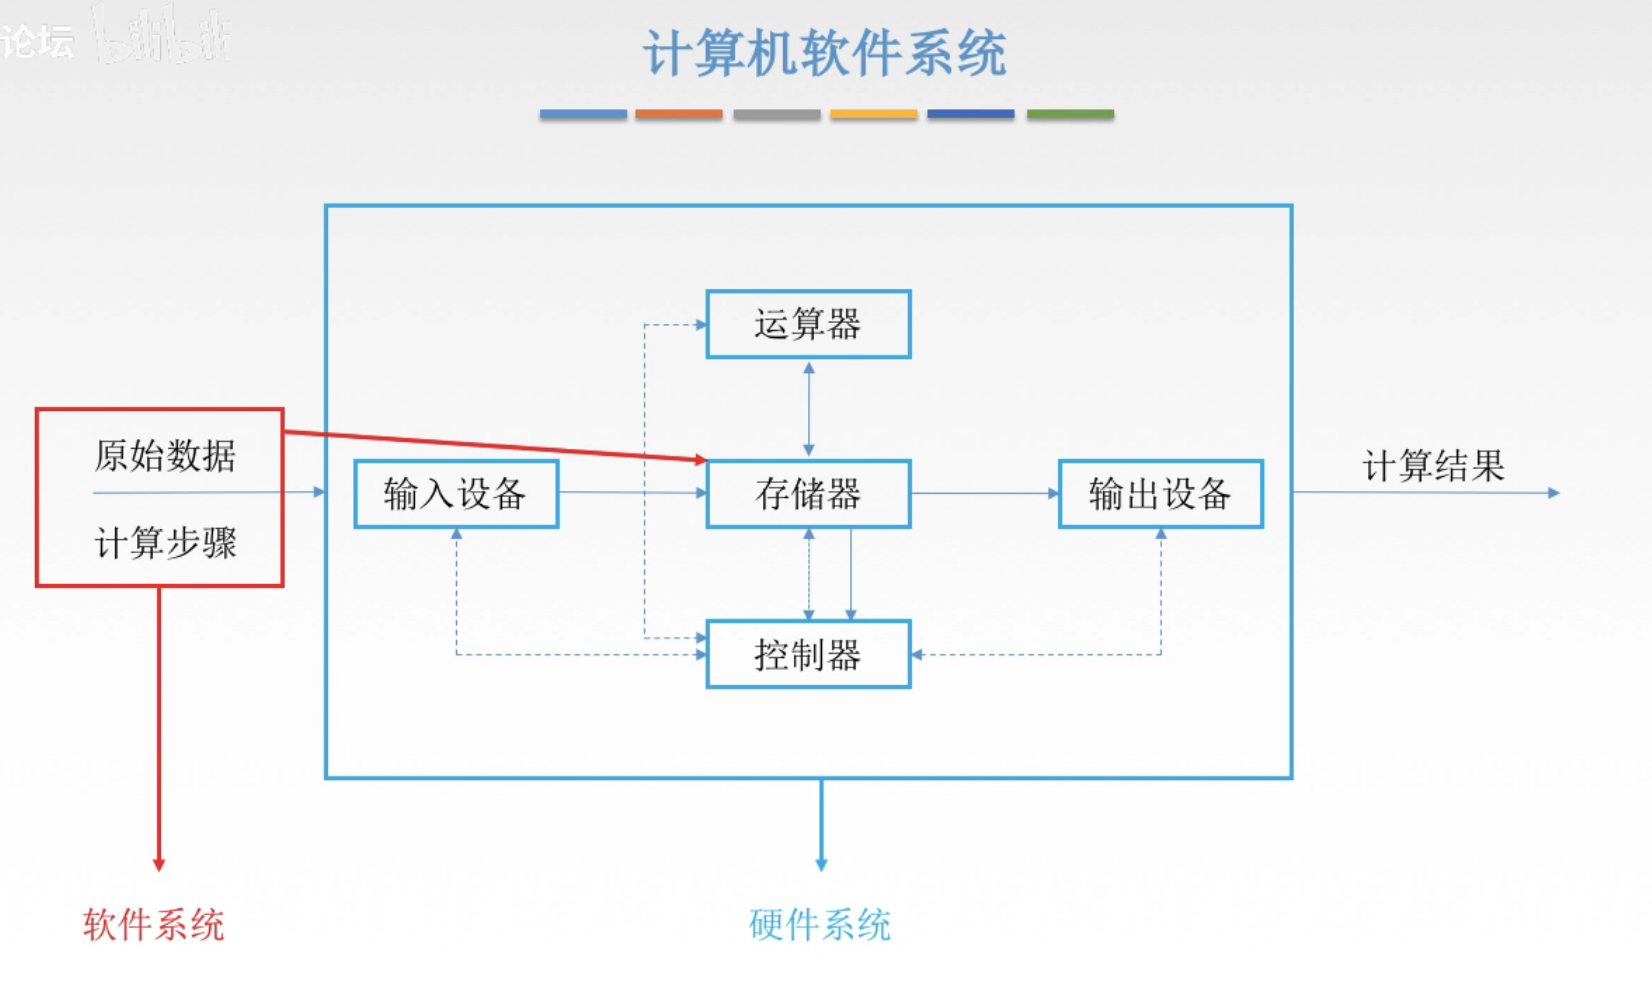 论坛 bilibili
计算机软件系统
运算器
原始数据
计算步骤
输入设备
存储器
输出设备
计算结果
控制器
软件系统
硬件系统